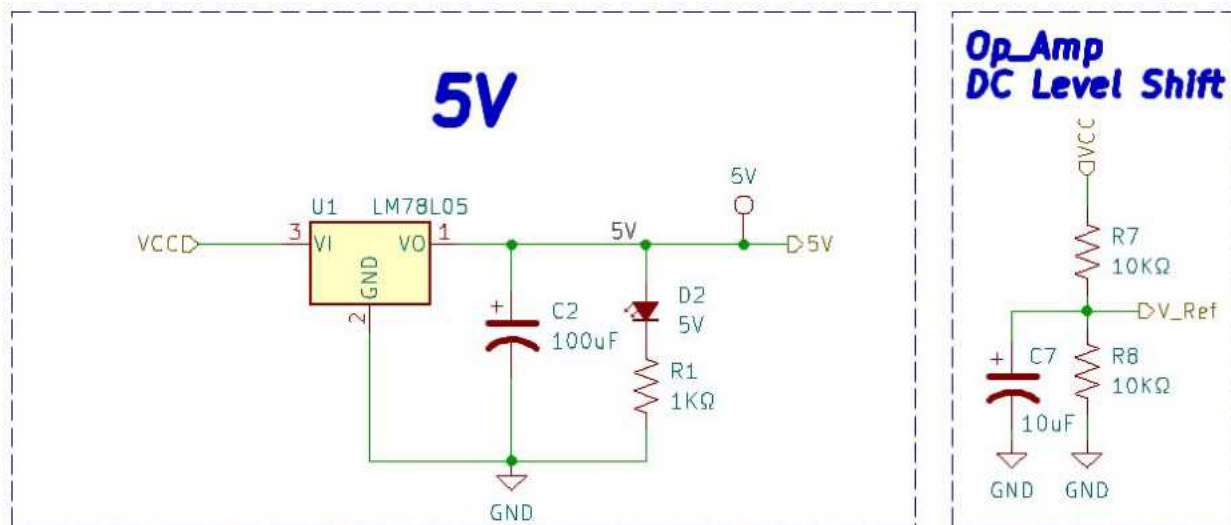 5V
U1 LM78L05
VCC 3 VI VO 1 5V 5V
5V
GND
2
+ C2
100uF
D2
5V
R1
1KΩ
GND
Op_Amp
DC Level Shift
VCC
R7
10KΩ
V_Ref
+ C7
10uF
R8
10KΩ
GND GND